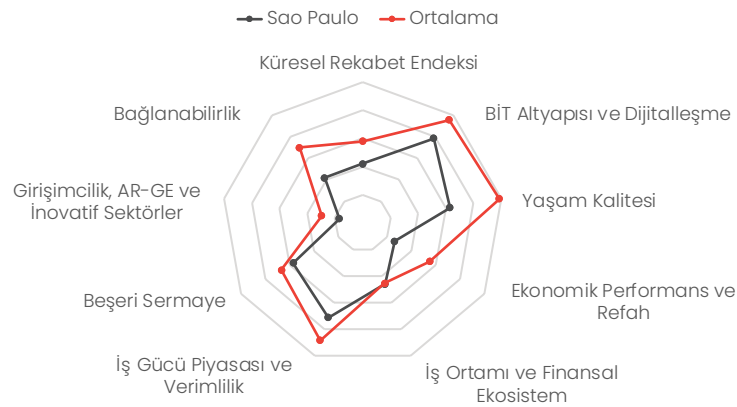 Sao Paulo
Ortalama
Küresel Rekabet Endeksi
BİT Altyapısı ve Dijitalleşme
Yaşam Kalitesi
Ekonomik Performans ve
Refah
İş Ortamı ve Finansal
Ekosistem
İş Gücü Piyasası ve
Verimlilik
Beşeri Sermaye
Girişimcilik, AR-GE ve
İnovatif Sektörler
Bağlanabilirlik